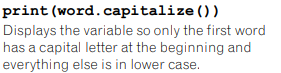 print(word.capitalize())
Displays the variable so only the first word
has a capital letter at the beginning and
everything else is in lower case.